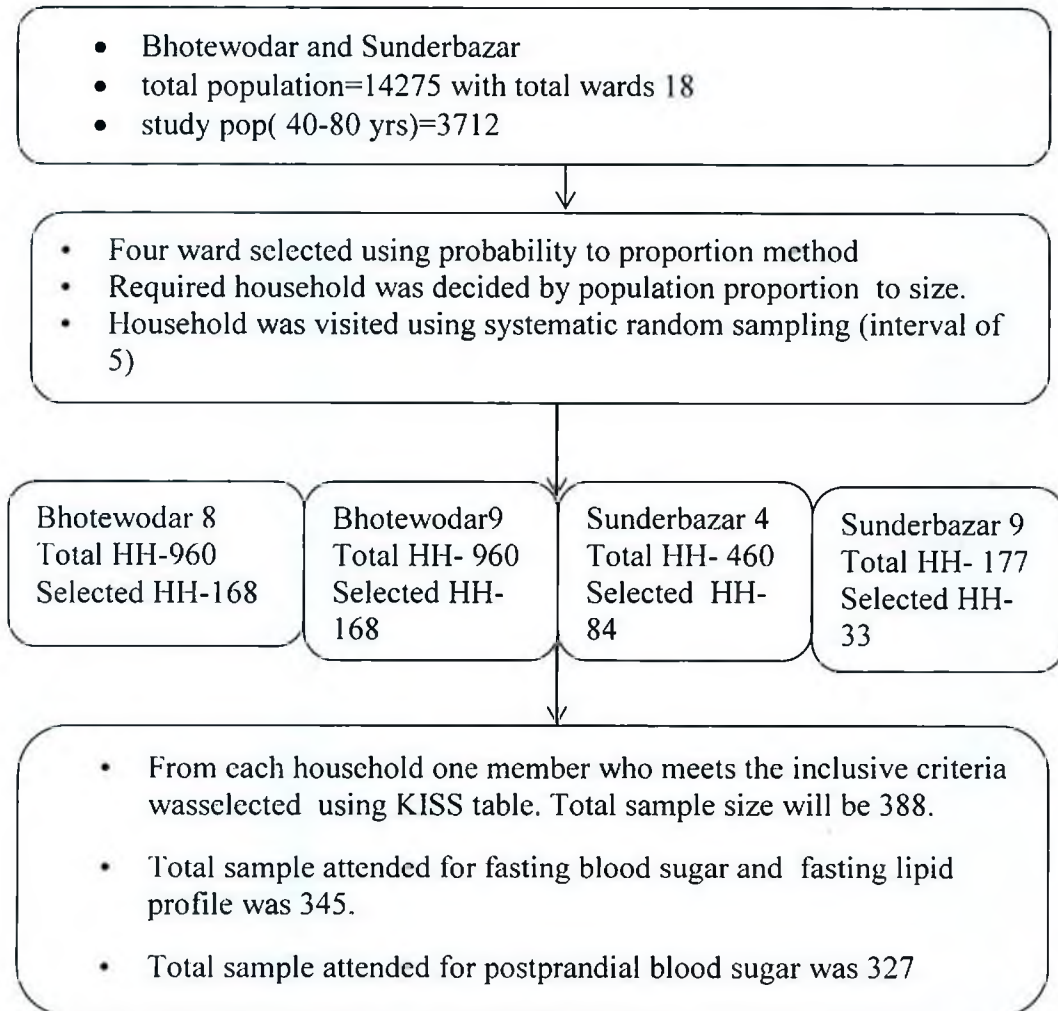 • Bhotewodar and Sunderbazar
• total population=14275 with total wards 18
• study pop( 40-80 yrs)=3712
• Four ward selected using probability to proportion method
• Required household was decided by population proportion to size.
• Household was visited using systematic random sampling (interval of
5)
Bhotewodar 8
Total HH-960
Selected HH-168
Bhotewodar9
Total HH- 960
Selected HH-
168
Sunderbazar 4
Total HH- 460
Selected HH-
84
Sunderbazar 9
Total HH- 177
Selected HH-
33
• From each household one member who meets the inclusive criteria
wasselected using KISS table. Total sample size will be 388.
• Total sample attended for fasting blood sugar and fasting lipid
profile was 345.
• Total sample attended for postprandial blood sugar was 327